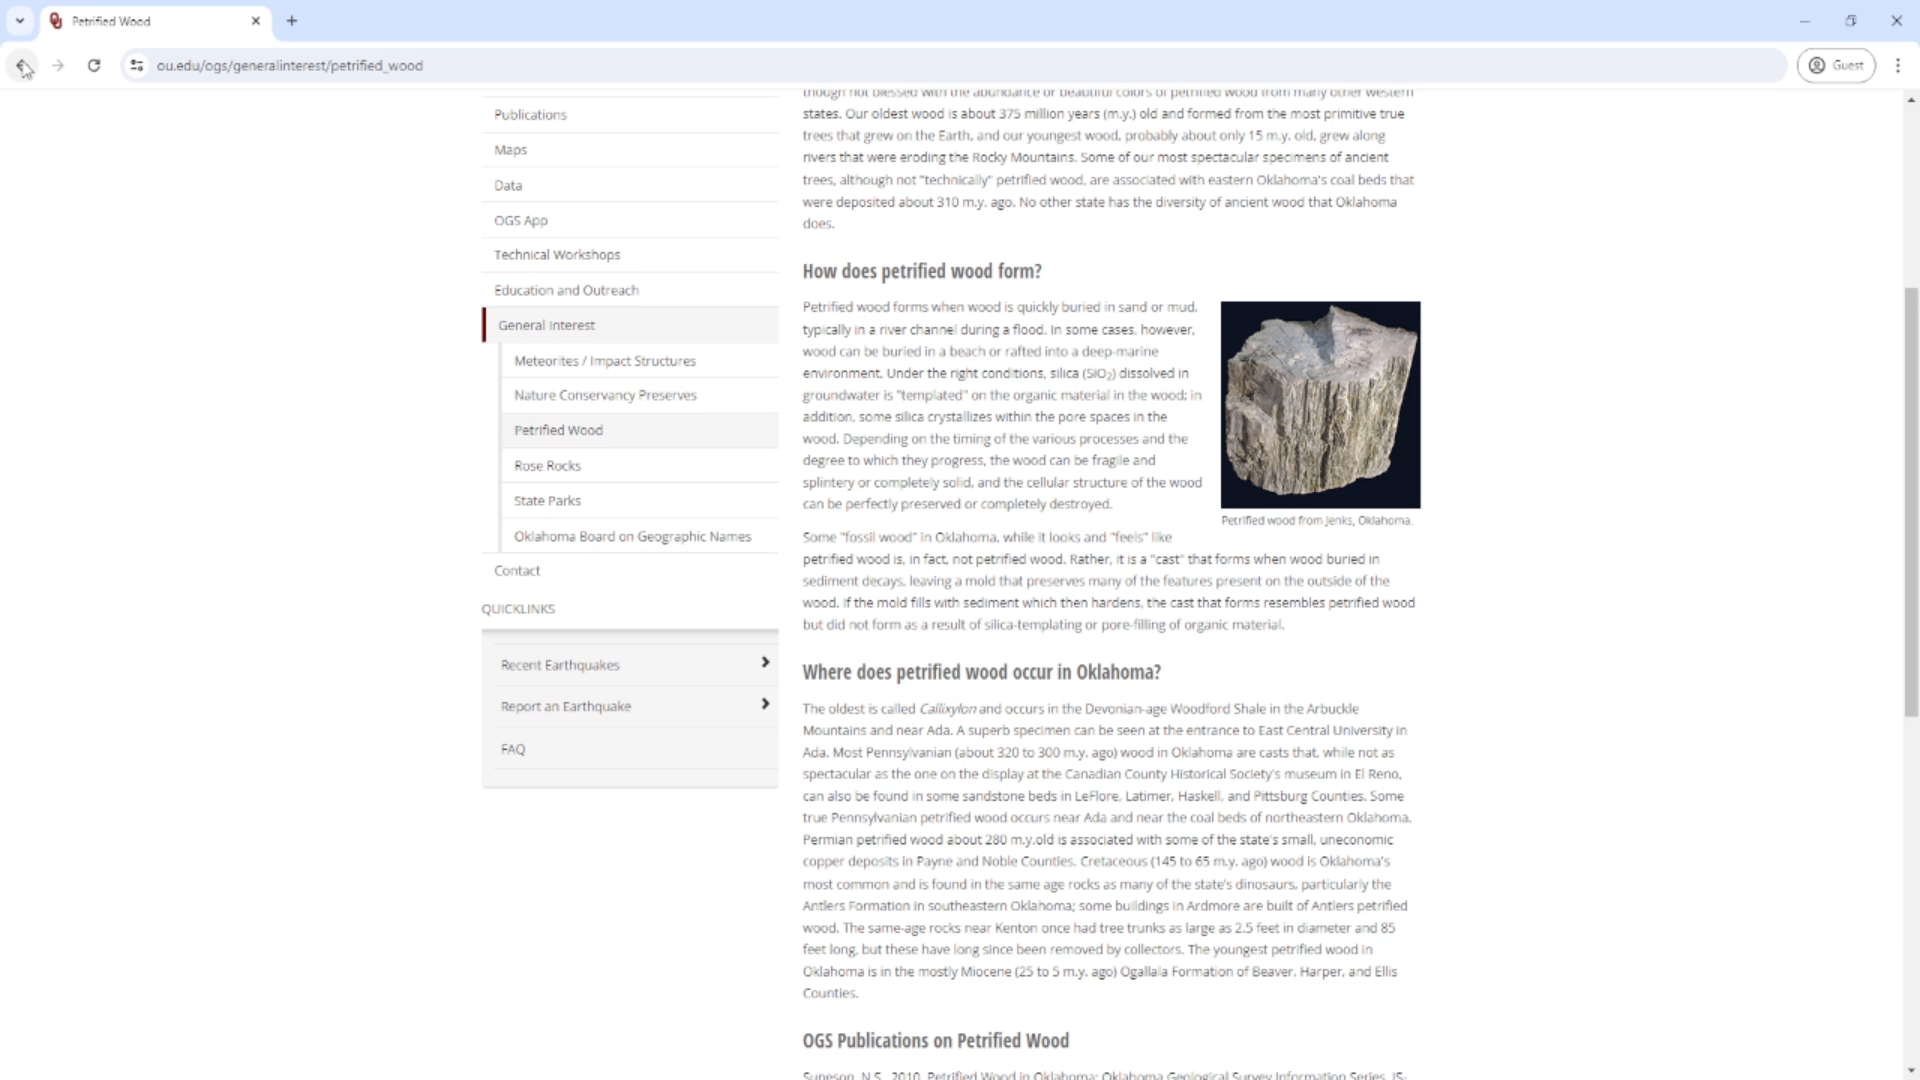 Petrified Wood
ou.edu/ogs/generalinterest/petrified_wood
Guest
Publications
Maps
Data
OGS App
Technical Workshops
Education and Outreach
General Interest
Meteorites / Impact Structures
Nature Conservancy Preserves
Petrified Wood
Rose Rocks
State Parks
Oklahoma Board on Geographic Names
Contact
QUICKLINKS
Recent Earthquakes
Report an Earthquake
FAQ
though not blessed with the abundance or beautiful colors of petrified wood from many other western
states. Our oldest wood is about 375 million years (m.y.) old and formed from the most primitive true
trees that grew on the Earth, and our youngest wood, probably about only 15 m.y. old, grew along
rivers that were eroding the Rocky Mountains. Some of our most spectacular specimens of ancient
trees, although not "technically" petrified wood, are associated with eastern Oklahoma's coal beds that
were deposited about 310 m.y. ago. No other state has the diversity of ancient wood that Oklahoma
does.
How does petrified wood form?
Petrified wood forms when wood is quickly buried in sand or mud,
typically in a river channel during a flood. In some cases, however,
wood can be buried in a beach or rafted into a deep-marine
environment. Under the right conditions, silica (SiO2) dissolved in
groundwater is "templated" on the organic material in the wood; in
addition, some silica crystallizes within the pore spaces in the
wood. Depending on the timing of the various processes and the
degree to which they progress, the wood can be fragile and
splintery or completely solid, and the cellular structure of the wood
can be perfectly preserved or completely destroyed.
Petrified wood from Jenks, Oklahoma.
Some "fossil wood" in Oklahoma, while it looks and "feels" like
petrified wood is, in fact, not petrified wood. Rather, it is a "cast" that forms when wood buried in
sediment decays, leaving a mold that preserves many of the features present on the outside of the
wood. If the mold fills with sediment which then hardens, the cast that forms resembles petrified wood
but did not form as a result of silica-templating or pore-filling of organic material.
Where does petrified wood occur in Oklahoma?
The oldest is called Callixylon and occurs in the Devonian-age Woodford Shale in the Arbuckle
Mountains and near Ada. A superb specimen can be seen at the entrance to East Central University in
Ada. Most Pennsylvanian (about 320 to 300 m.y. ago) wood in Oklahoma are casts that, while not as
spectacular as the one on the display at the Canadian County Historical Society's museum in El Reno,
can also be found in some sandstone beds in LeFlore, Latimer, Haskell, and Pittsburg Counties. Some
true Pennsylvanian petrified wood occurs near Ada and near the coal beds of northeastern Oklahoma.
Permian petrified wood about 280 m.y.old is associated with some of the state's small, uneconomic
copper deposits in Payne and Noble Counties. Cretaceous (145 to 65 m.y. ago) wood is Oklahoma's
most common and is found in the same age rocks as many of the state's dinosaurs, particularly the
Antlers Formation in southeastern Oklahoma; some buildings in Ardmore are built of Antlers petrified
wood. The same-age rocks near Kenton once had tree trunks as large as 2.5 feet in diameter and 85
feet long, but these have long since been removed by collectors. The youngest petrified wood in
Oklahoma is in the mostly Miocene (25 to 5 m.y. ago) Ogallala Formation of Beaver, Harper, and Ellis
Counties.
OGS Publications on Petrified Wood
Suneson, N.S., 2010, Petrified Wood in Oklahoma: Oklahoma Geological Survey Information Series, IS-